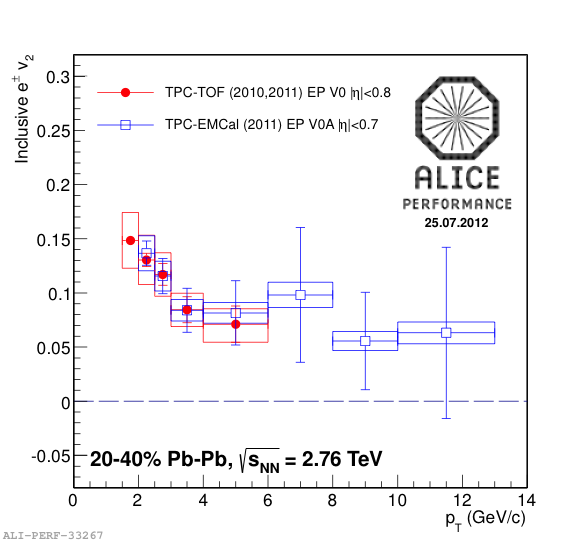 Inclusive e± v2
0.3
0.25
0.2
0.15
0.1
0.05
0
-0.05
TPC-TOF (2010,2011) EP V0 |η|<0.8
TPC-EMCal (2011) EP V0A |η|<0.7
ALICE
PERFORMANCE
25.07.2012
20-40% Pb-Pb, √sNN = 2.76 TeV
0 2 4 6 8 10 12 14
pT (GeV/c)
ALI-PERF-33267